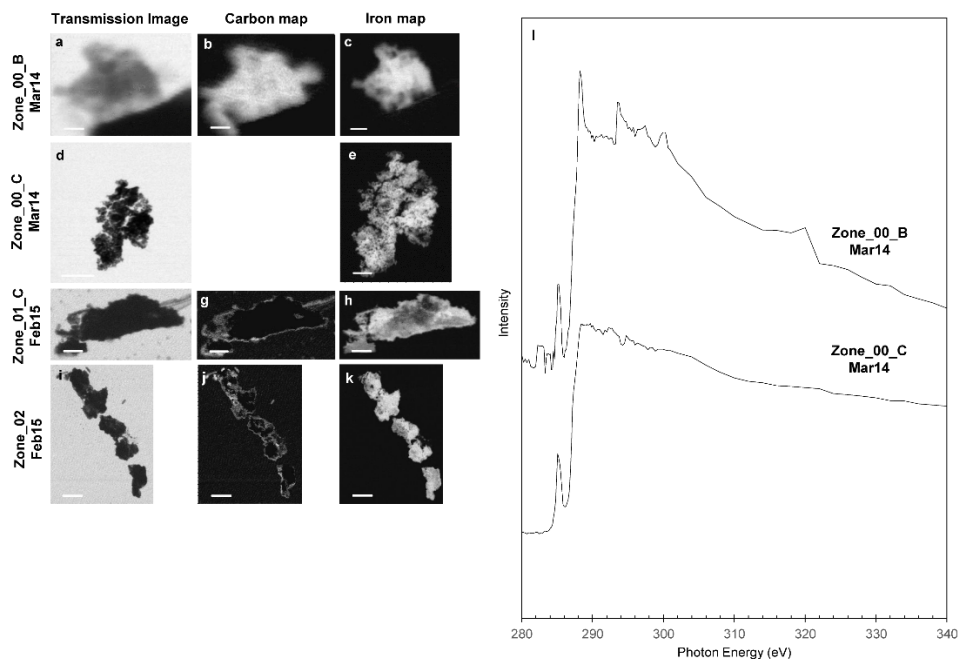 Transmission Image Carbon map Iron map
Zone_00_B
Mar14
a b c
Zone_00_C
Mar14
d e
Zone_01_C
Feb15
g h
Zone_02
Feb15
i j k
l
Intensity
Zone_00_B
Mar14
Zone_00_C
Mar14
280 290 300 310 320 330 340
Photon Energy (eV)